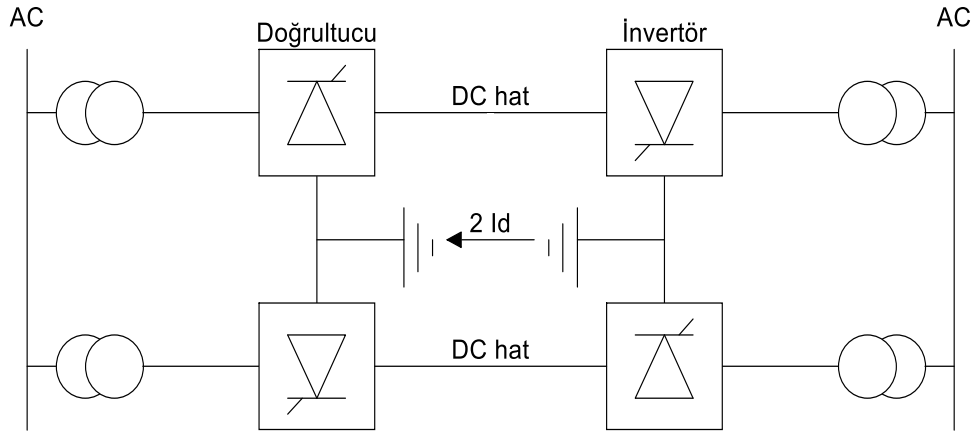 AC
AC
Doğrultucu
İnvertör
DC hat
2 Id
DC hat